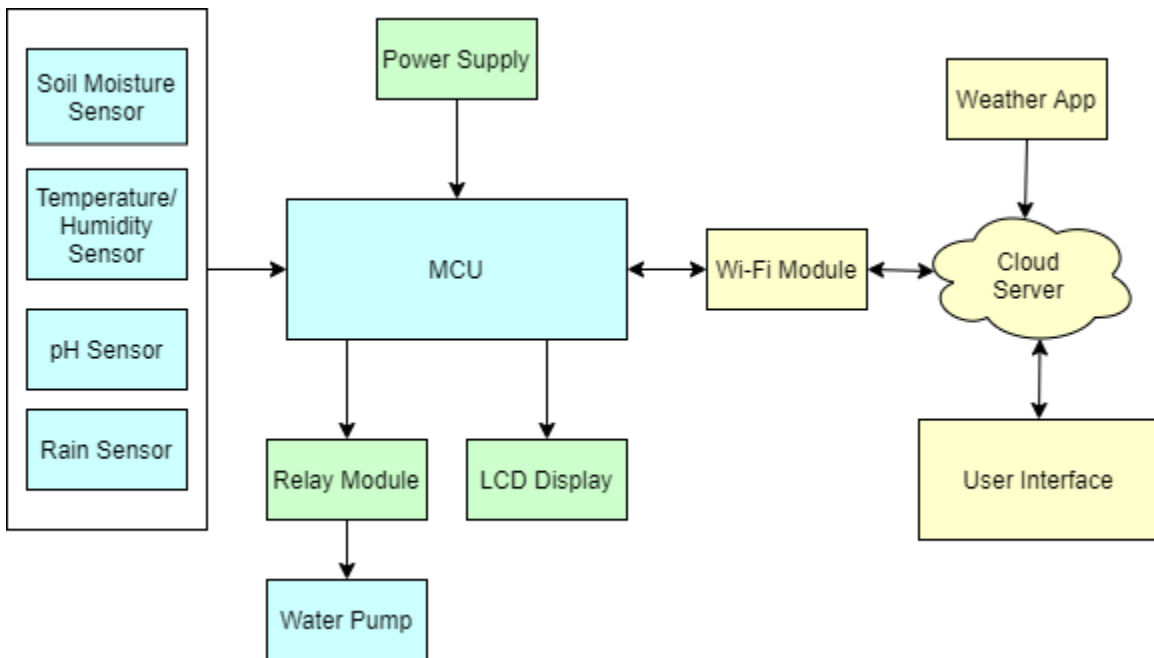 Soil Moisture
Sensor
Temperature/
Humidity
Sensor
pH Sensor
Rain Sensor
Power Supply
MCU
Relay Module
LCD Display
Water Pump
Wi-Fi Module
Weather App
Cloud
Server
User Interface